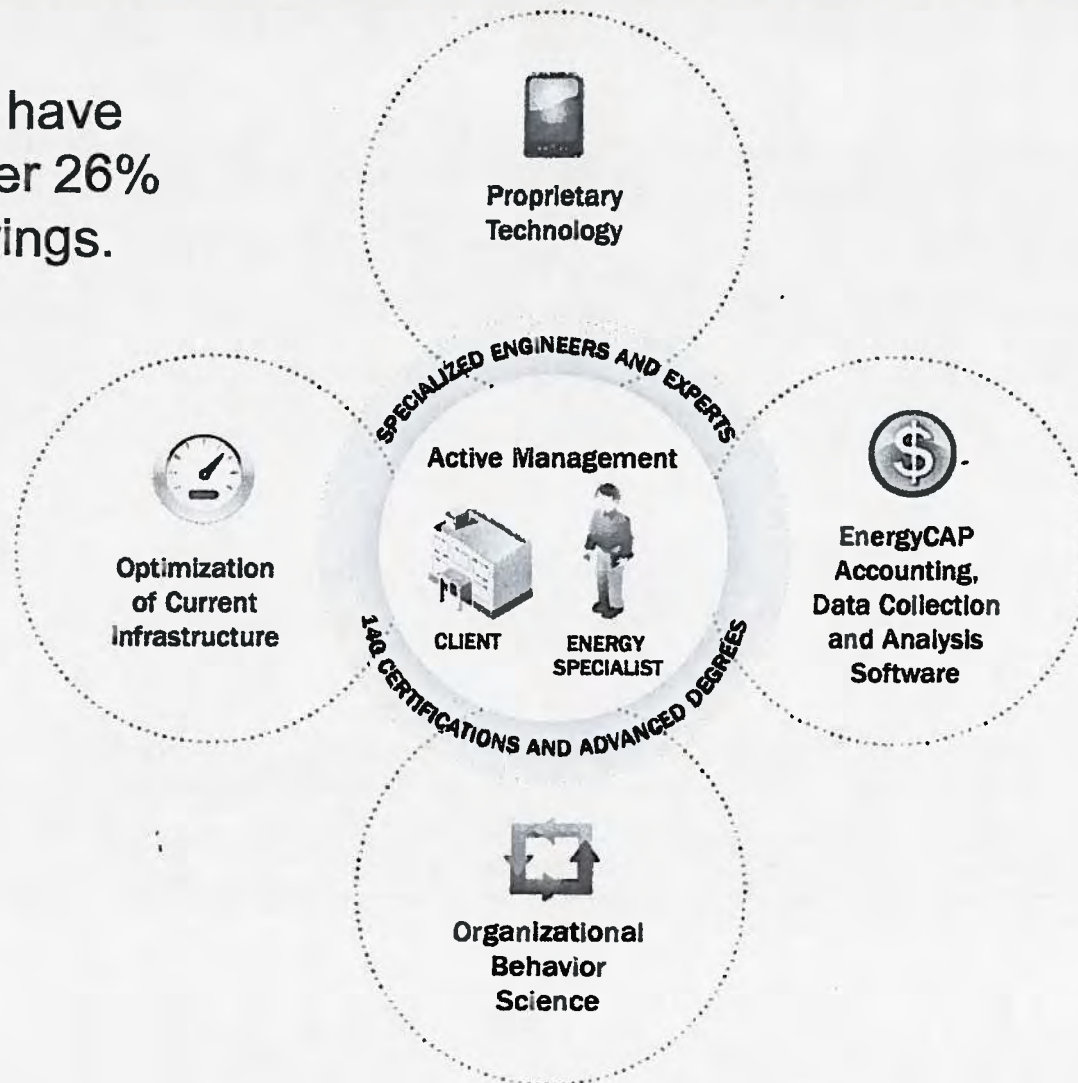 have
er 26%
ings.
Proprietary
Technology
SPECIALIZED ENGINEERS AND EXPERTS
Active Management
CLIENT
ENERGY
SPECIALIST
140 CERTIFICATIONS AND ADVANCED DEGREES
Optimization
of Current
Infrastructure
EnergyCAP
Accounting,
Data Collection
and Analysis
Software
Organizational
Behavior
Science